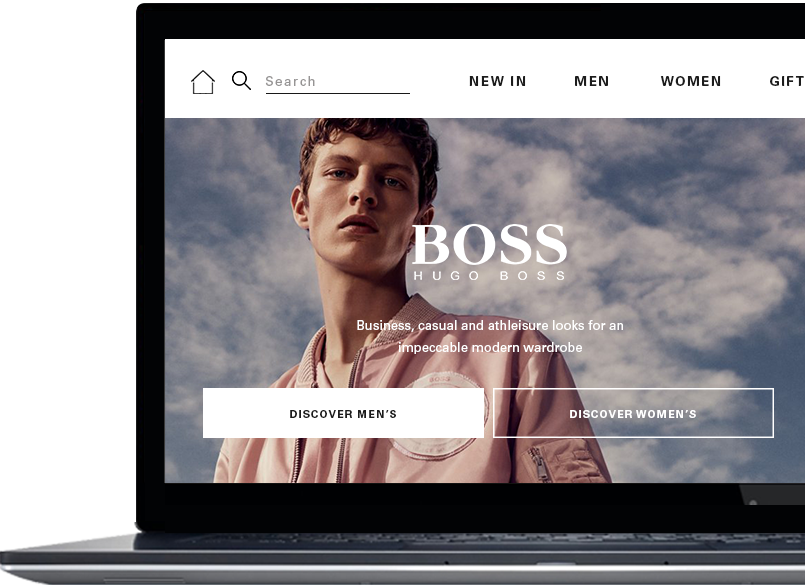 Search
NEW IN
MEN
WOMEN
GIFT
BOSS
HUGO BOSS
Business, casual and athleisure looks for an
impeccable modern wardrobe
DISCOVER MEN'S
DISCOVER WOMEN'S